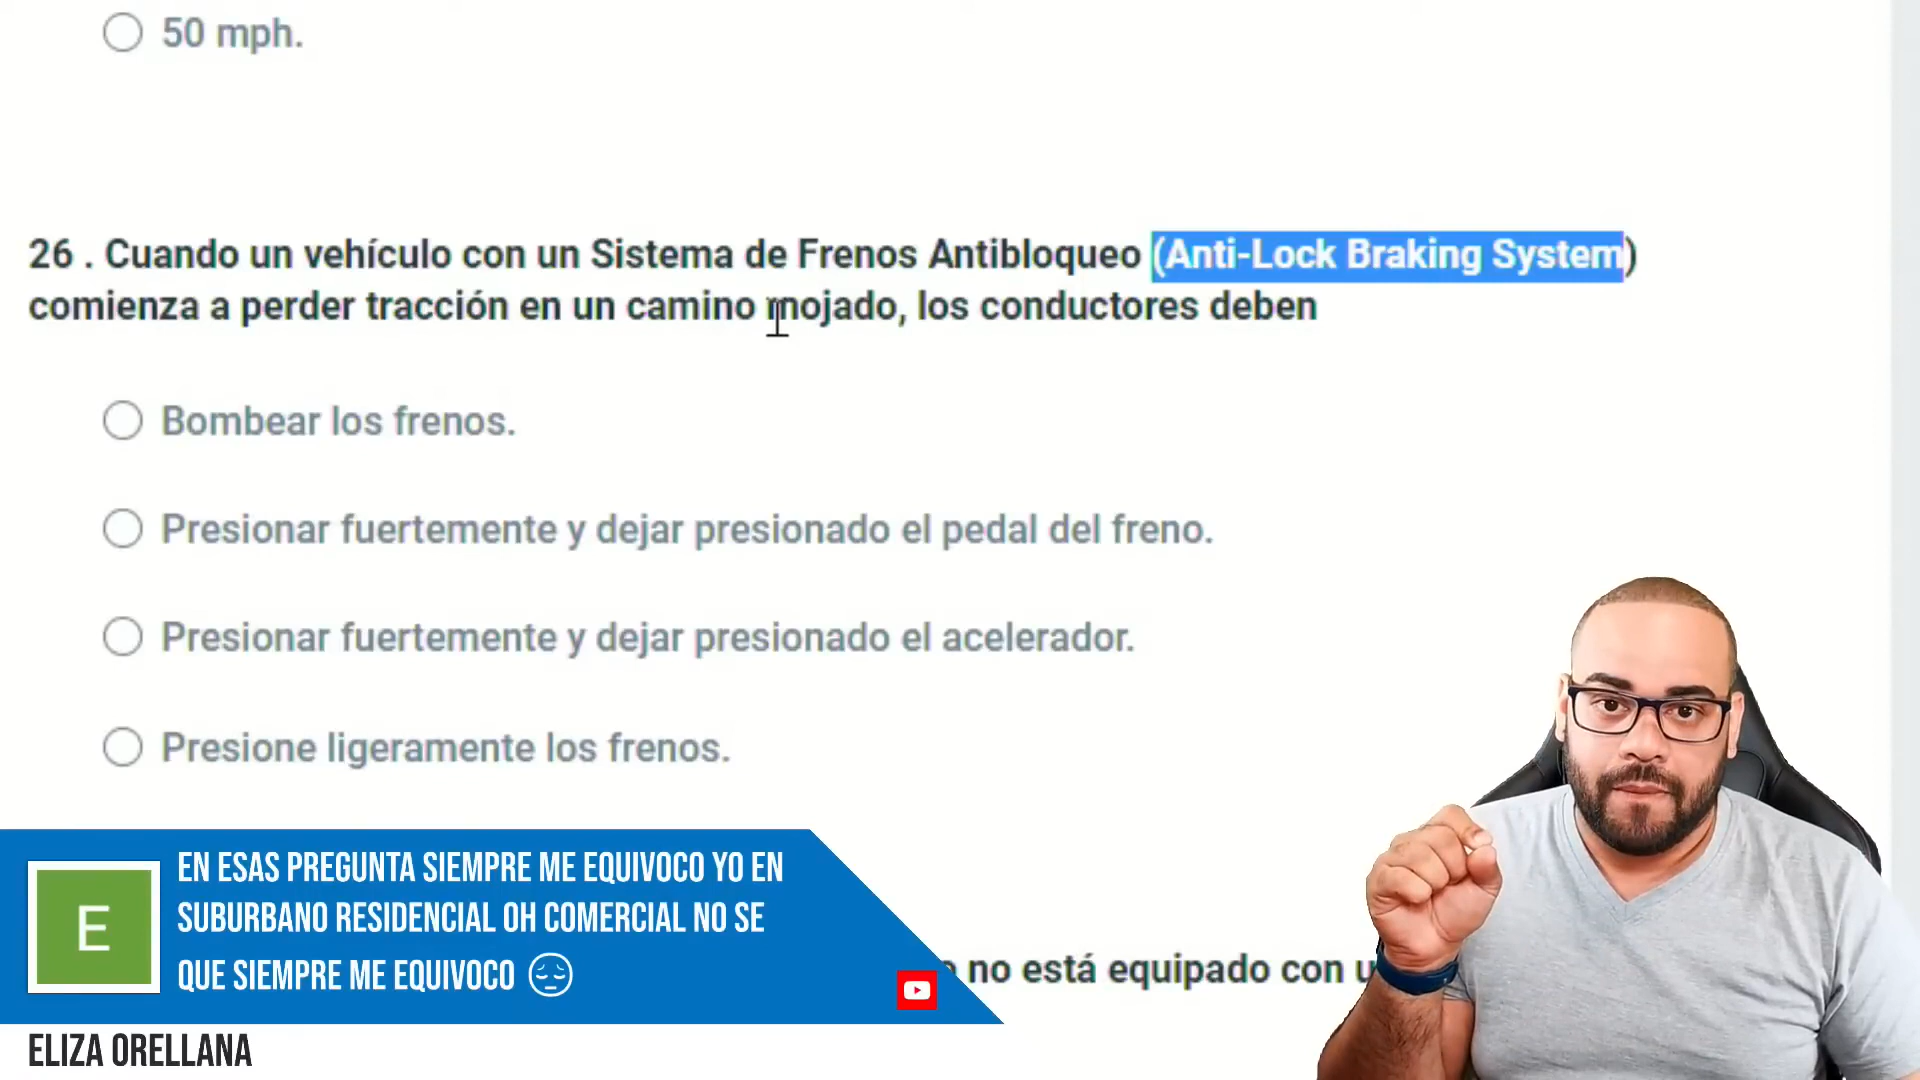 50 mph.
26 . Cuando un vehículo con un Sistema de Frenos Antibloqueo (Anti-Lock Braking System)
comienza a perder tracción en un camino mojado, los conductores deben
Bombear los frenos.
Presionar fuertemente y dejar presionado el pedal del freno.
Presionar fuertemente y dejar presionado el acelerador.
Presione ligeramente los frenos.
no está equipado con
E
EN ESAS PREGUNTA SIEMPRE ME EQUIVOCO YO EN
SUBURBANO RESIDENCIAL OH COMERCIAL NO SE
QUE SIEMPRE ME EQUIVOCO 😔
ELIZA ORELLANA